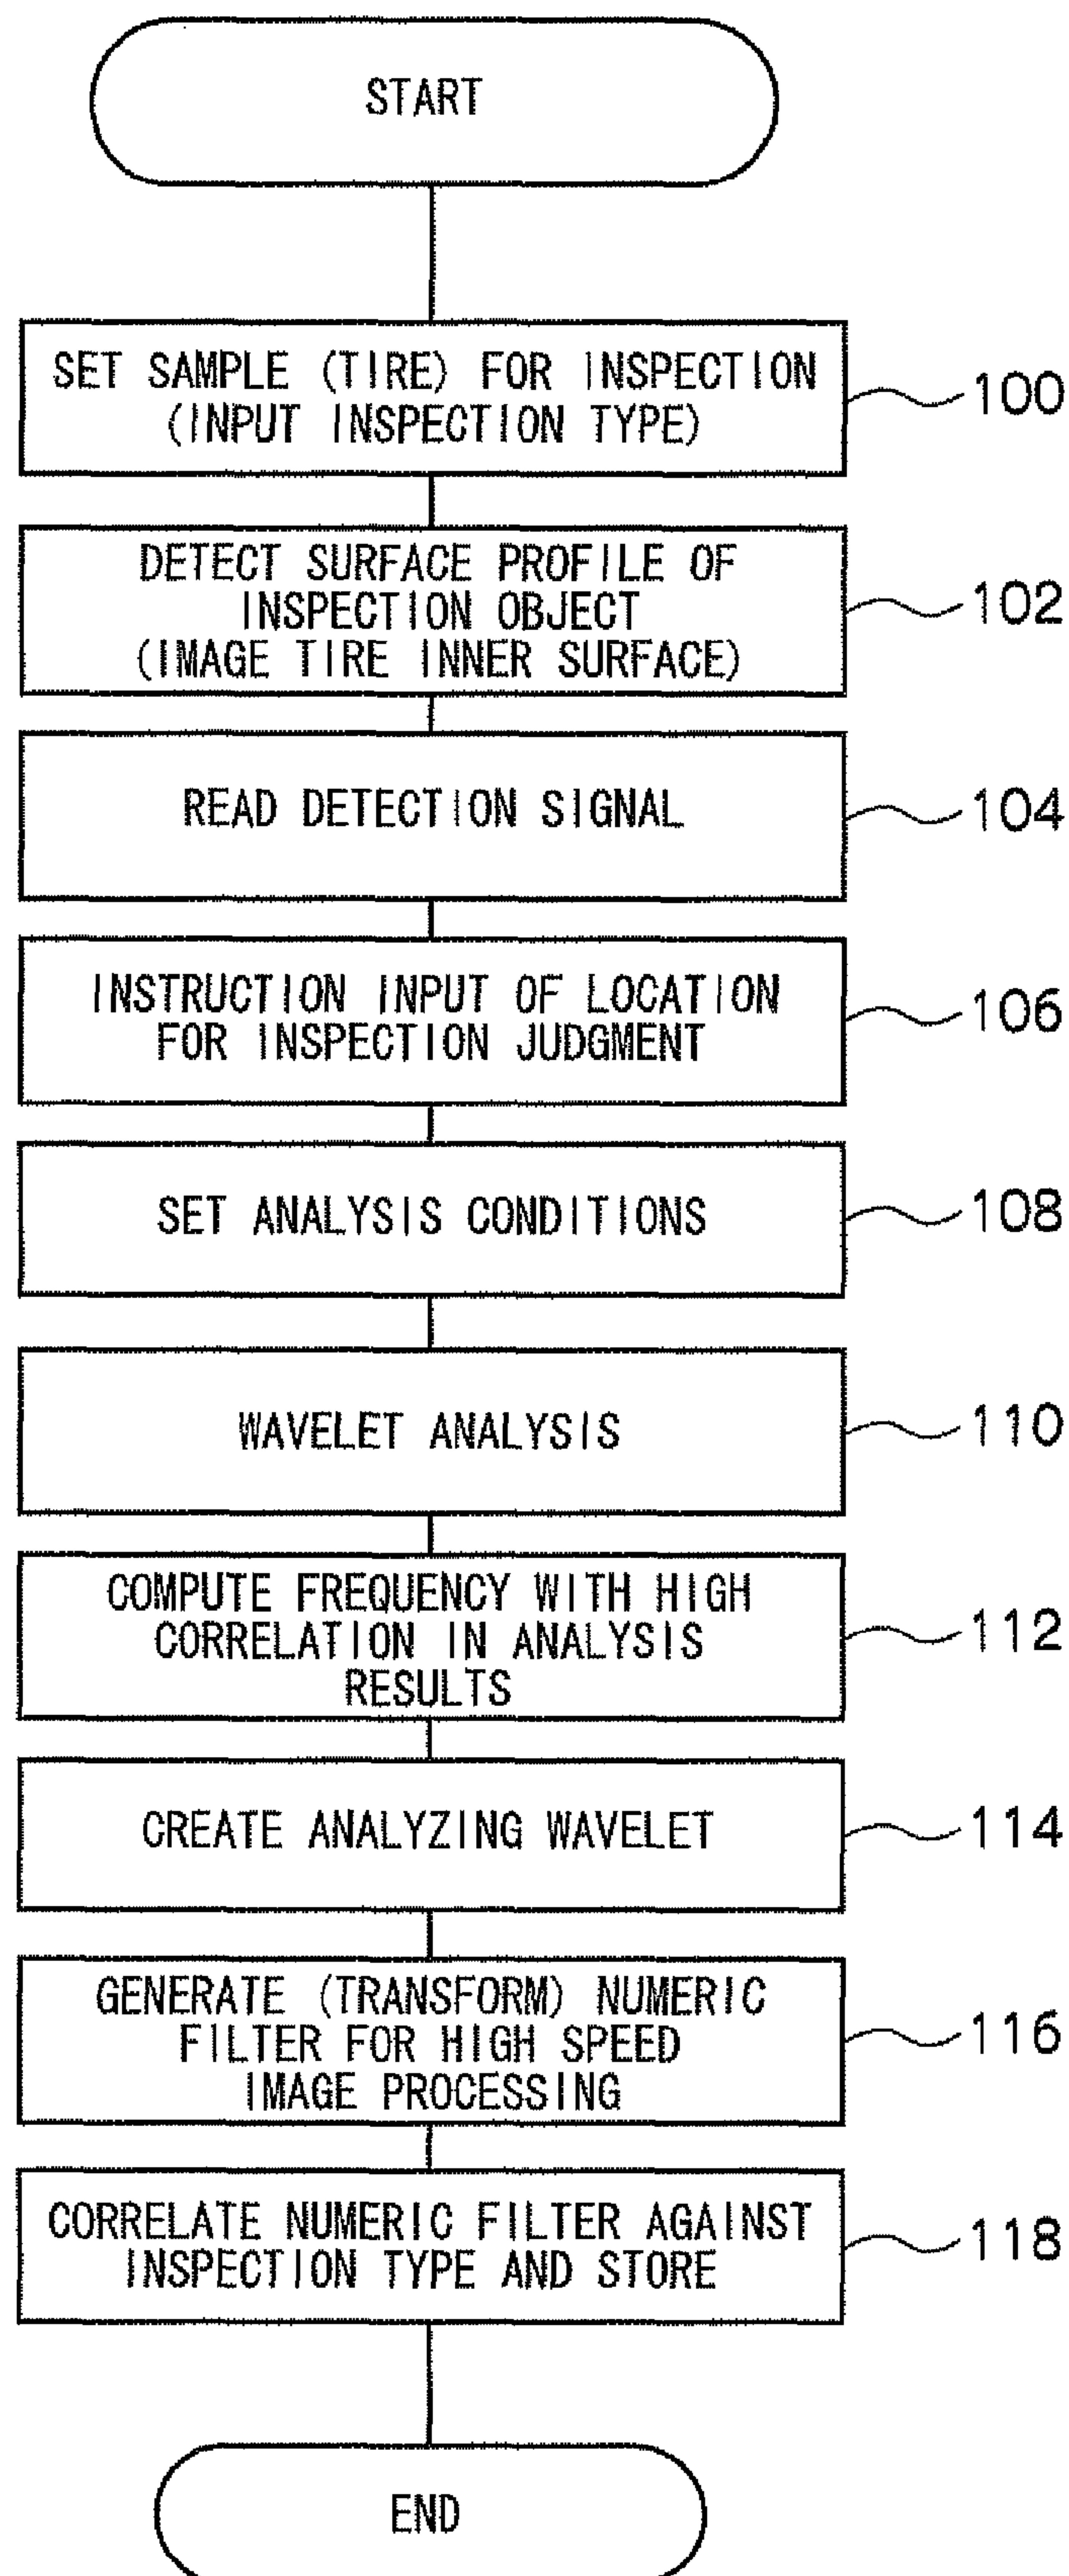 START
SET SAMPLE (TIRE) FOR INSPECTION
(INPUT INSPECTION TYPE)
100
DETECT SURFACE PROFILE OF
INSPECTION OBJECT
(IMAGE TIRE INNER SURFACE)
102
READ DETECTION SIGNAL
104
INSTRUCTION INPUT OF LOCATION
FOR INSPECTION JUDGMENT
106
SET ANALYSIS CONDITIONS
108
WAVELET ANALYSIS
110
COMPUTE FREQUENCY WITH HIGH
CORRELATION IN ANALYSIS
RESULTS
112
CREATE ANALYZING WAVELET
114
GENERATE (TRANSFORM) NUMERIC
FILTER FOR HIGH SPEED
IMAGE PROCESSING
116
CORRELATE NUMERIC FILTER AGAINST
INSPECTION TYPE AND STORE
118
END